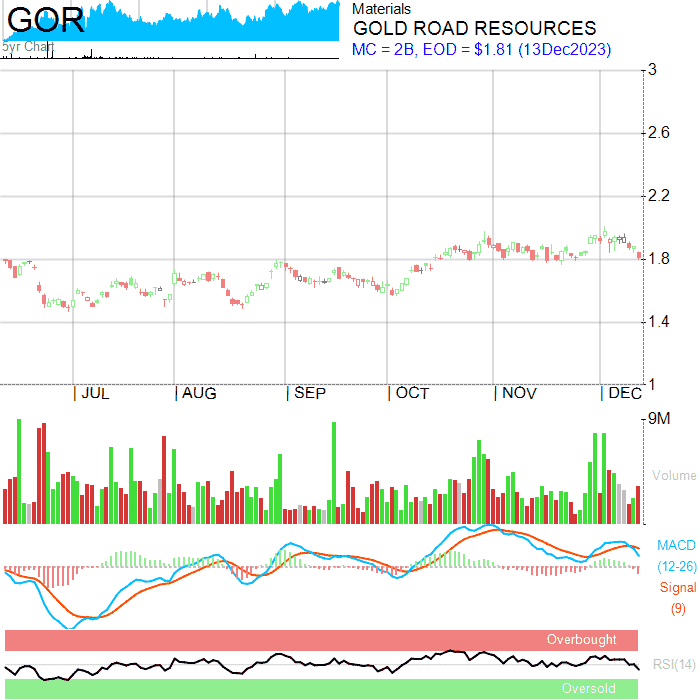 GOR
5yr Chart
Materials
GOLD ROAD RESOURCES
MC = 2B, EOD = $1.81 (13Dec2023)
3
2.6
2.2
1.8
1.4
1
JUL AUG SEP OCT NOV DEC
9M
Volume
MACD
(12-26)
Signal
(9)
Overbought
RSI(14)
Oversold